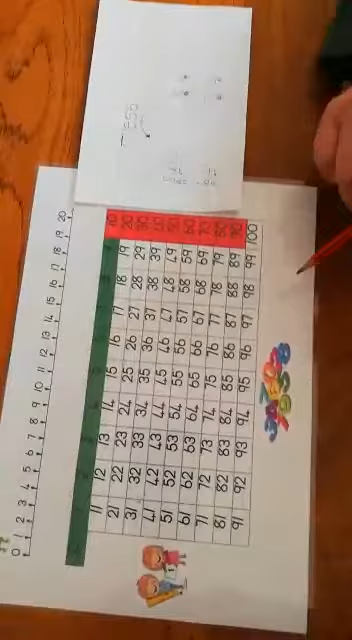 0 1 2 3 4 5 6 7 8 9 10 11 12 13 14 15 16 17 18 19 20
10
11 12 13 14 15 16 17 18 19 20
21 22 23 24 25 26 27 28 29 30
31 32 33 34 35 36 37 38 39 40
41 42 43 44 45 46 47 48 49 50
51 52 53 54 55 56 57 58 59 60
61 62 63 64 65 66 67 68 69 70
71 72 73 74 75 76 77 78 79 80
81 82 83 84 85 86 87 88 89 90
91 92 93 94 95 96 97 98 99 100